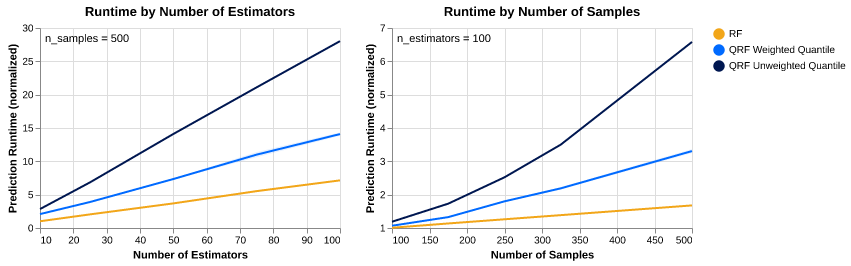 Runtime by Number of Estimators
Prediction Runtime (normalized)
30
25
20
15
10
5
0
n_samples = 500
10 20 30 40 50 60 70 80 90 100
Number of Estimators
Runtime by Number of Samples
Prediction Runtime (normalized)
7
6
5
4
3
2
1
n_estimators = 100
100 150 200 250 300 350 400 450 500
Number of Samples
RF
QRF Weighted Quantile
QRF Unweighted Quantile